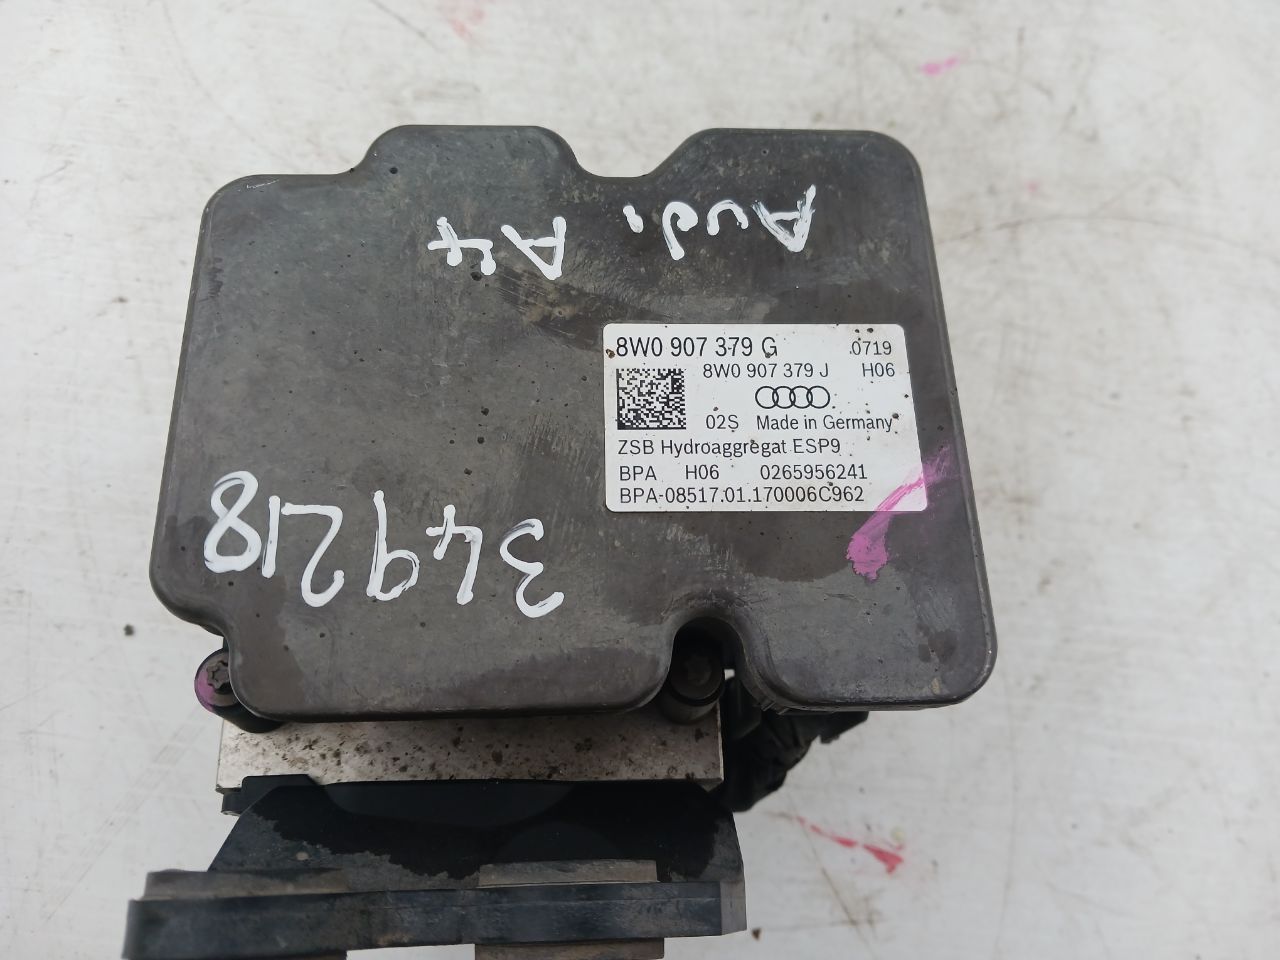 Audi A4
8W0 907 379 G .0719
8W0 907 379 J H06
02S Made in Germany
ZSB Hydroaggregat ESP9
BPA H06 0265956241
BPA-08517.01.170006C962
349218